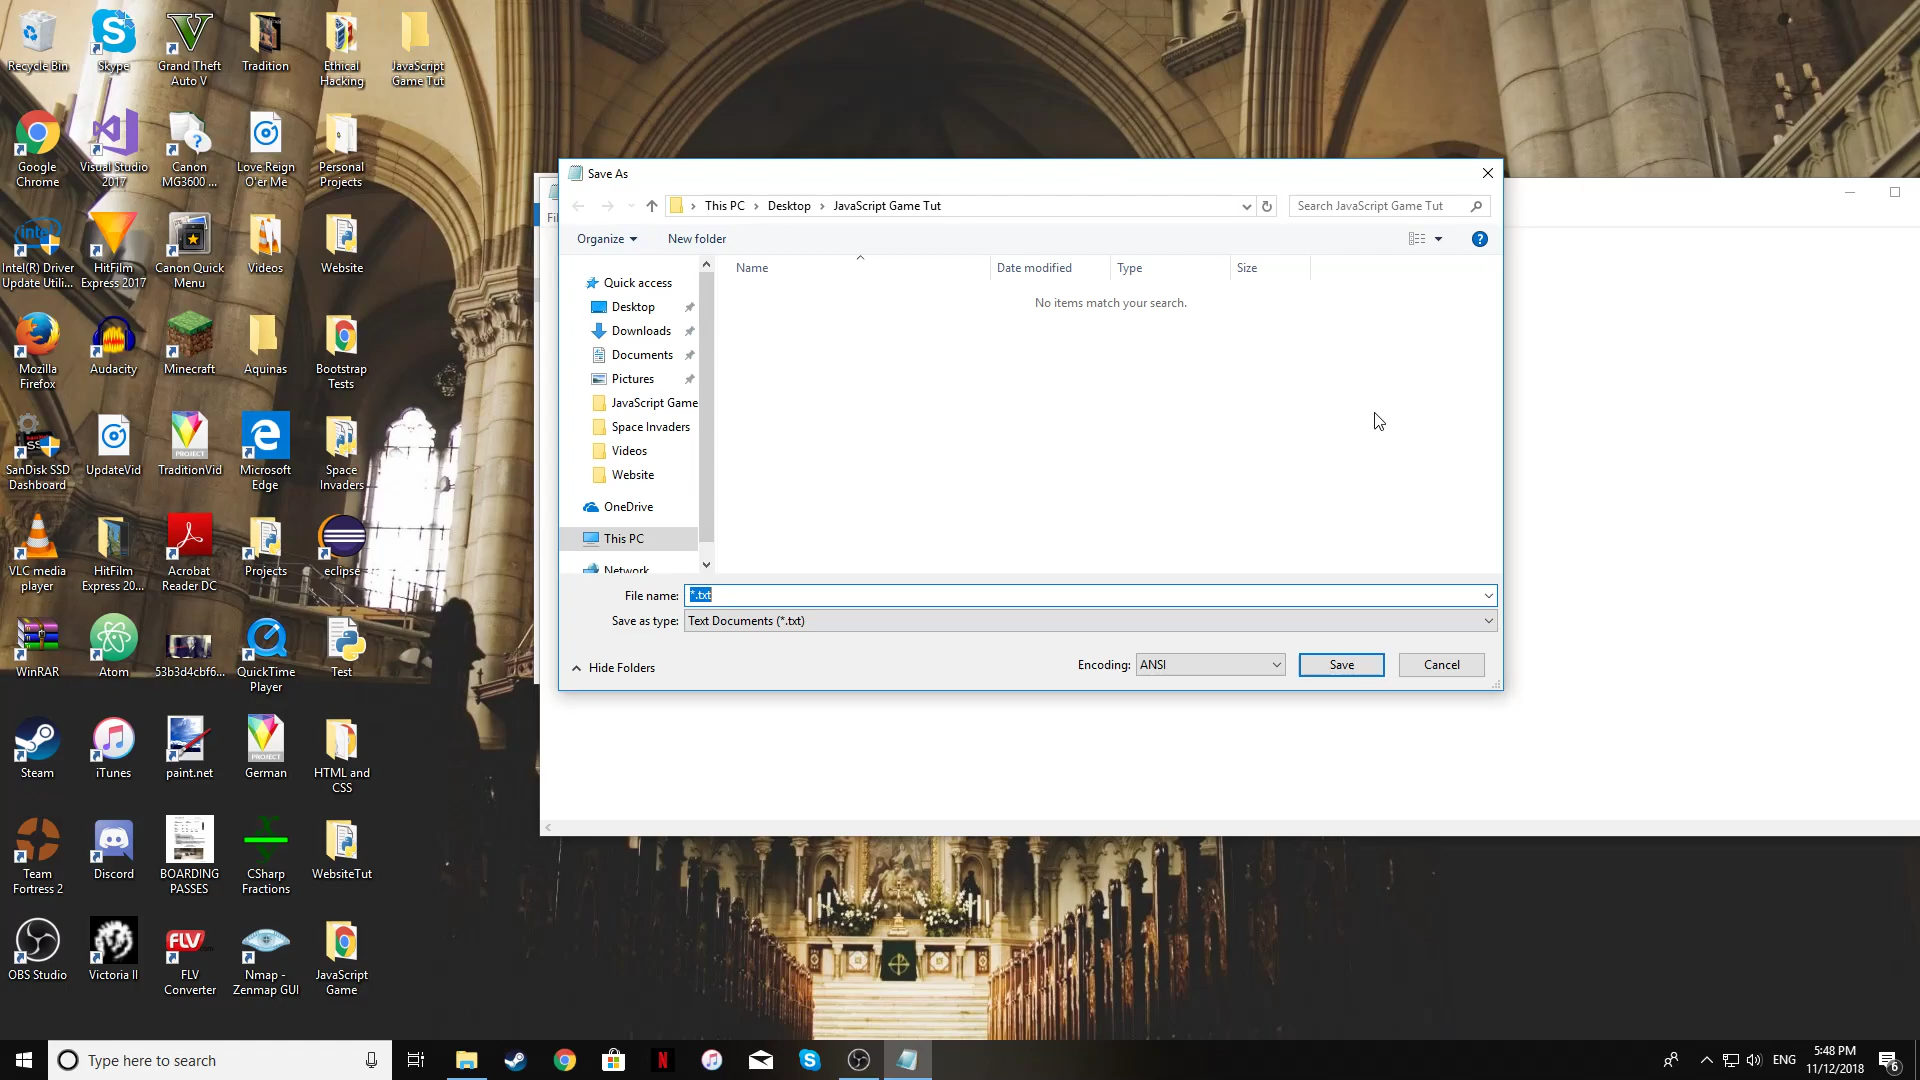 Recycle Bin
Skype
Grand Theft
Auto V
Tradition
Ethical
Hacking
JavaScript
Game Tut
Google
Chrome
Visual Studio
2017
Canon
MG3600 ...
Love Reign
O'er Me
Personal
Projects
Intel(R) Driver
Update Utili...
HitFilm
Express 2017
Canon Quick
Menu
Videos
Website
Mozilla
Firefox
Audacity
Minecraft
Aquinas
Bootstrap
Tests
SanDisk SSD
Dashboard
UpdateVid
PROJECT
TraditionVid
Microsoft
Edge
Space
Invaders
VLC media
player
HitFilm
Express 20...
Acrobat
Reader DC
Projects
eclipse
WinRAR
Atom
53b3d4cbf6...
QuickTime
Player
Test
Steam
iTunes
paint.net
PROJECT
German
HTML and
CSS
Team
Fortress 2
Discord
BOARDING
PASSES
CSharp
Fractions
WebsiteTut
OBS Studio
Victoria II
FLV
FLV
Converter
Nmap -
Zenmap GUI
JavaScript
Game
Save As
This PC > Desktop > JavaScript Game Tut
Search JavaScript Game Tut
Organize
New folder
Name
Date modified
Type
Size
No items match your search.
Quick access
Desktop
Downloads
Documents
Pictures
JavaScript Game
Space Invaders
Videos
Website
OneDrive
This PC
Network
File name: *.txt
Save as type: Text Documents (*.txt)
Hide Folders
Encoding: ANSI
Save
Cancel
Type here to search
ENG
5:48 PM
11/12/2018
6